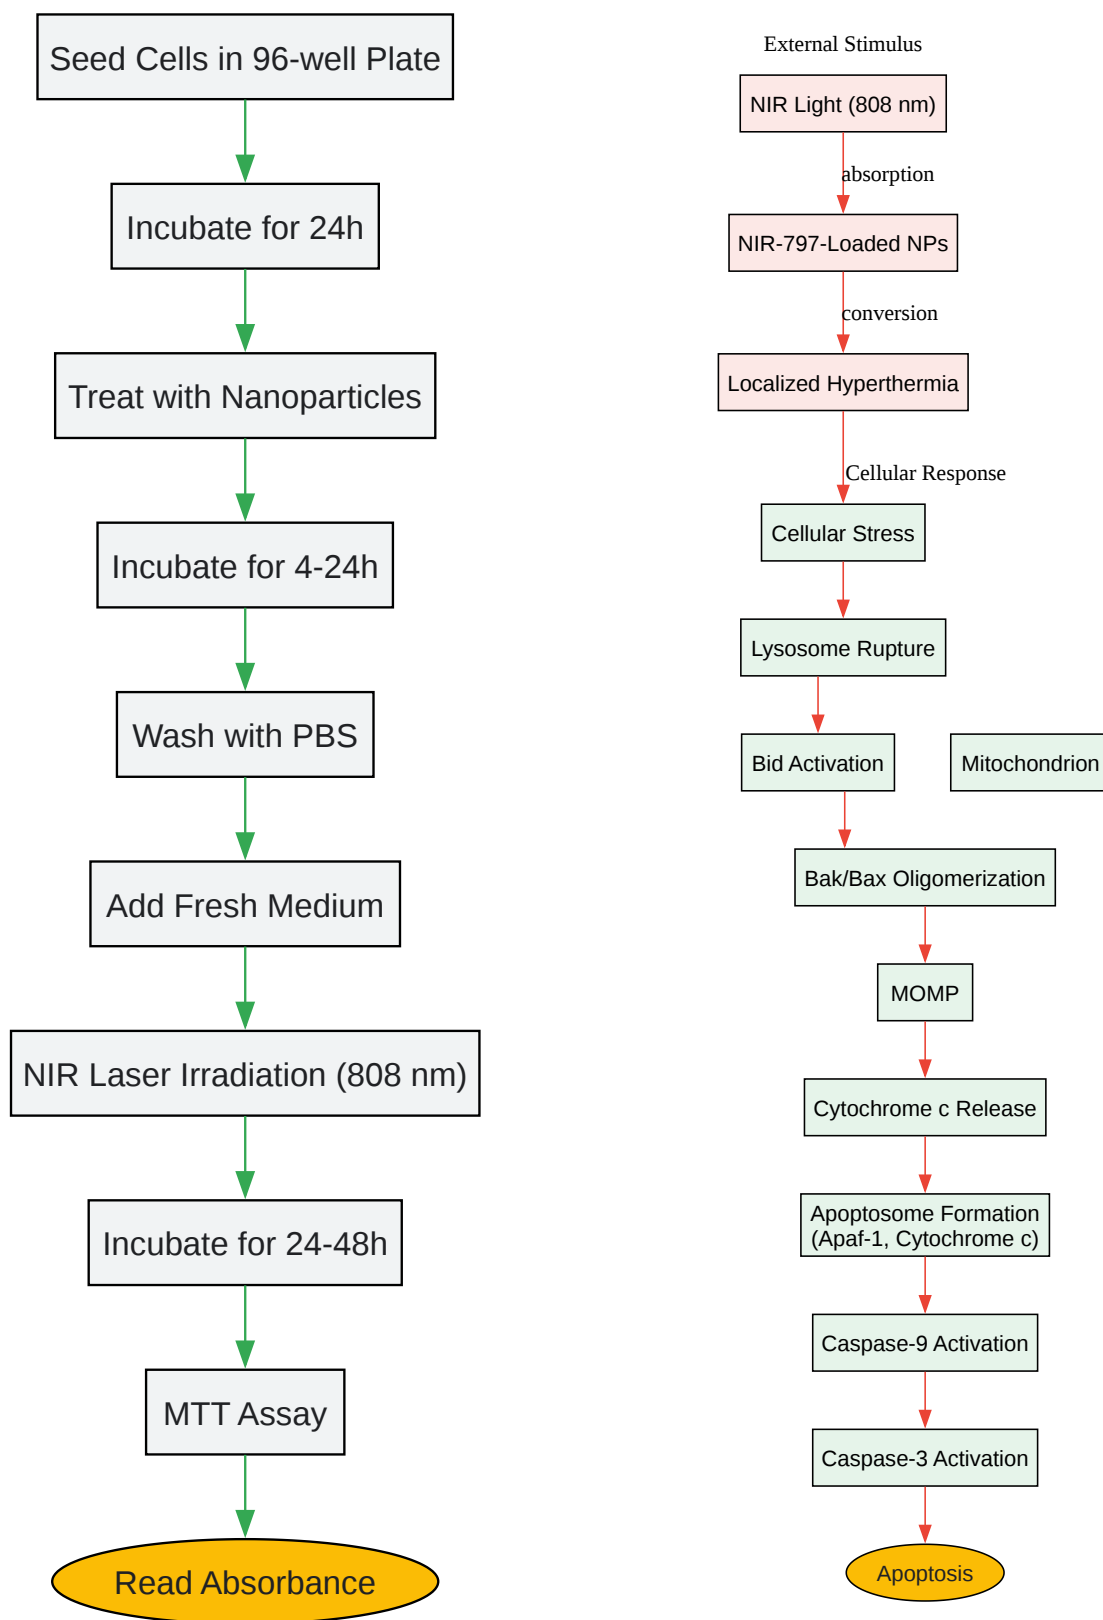 Seed Cells in 96-well Plate
Incubate for 24h
Treat with Nanoparticles
Incubate for 4-24h
Wash with PBS
Add Fresh Medium
NIR Laser Irradiation (808 nm)
Incubate for 24-48h
MTT Assay
Read Absorbance
External Stimulus
NIR Light (808 nm)
absorption
NIR-797-Loaded NPs
conversion
Localized Hyperthermia
Cellular Response
Cellular Stress
Lysosome Rupture
Bid Activation
Mitochondrion
Bak/Bax Oligomerization
MOMP
Cytochrome c Release
Apoptosome Formation
(Apaf-1, Cytochrome c)
Caspase-9 Activation
Caspase-3 Activation
Apoptosis